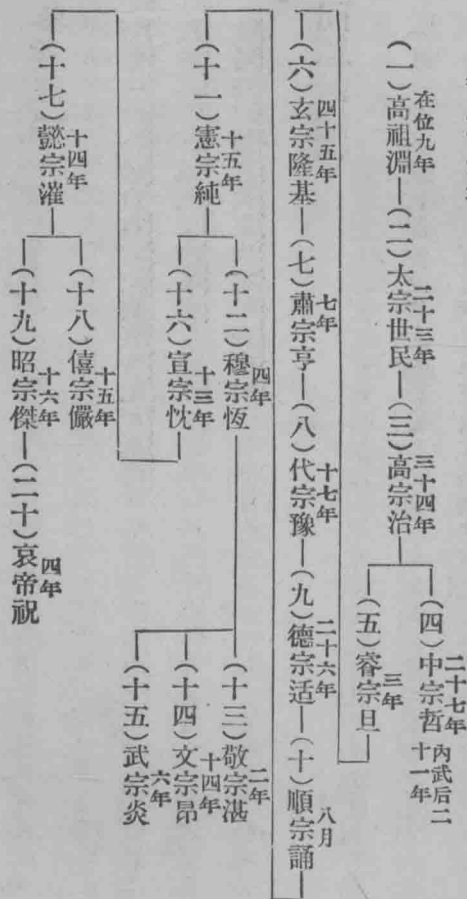 在位九年
二十三年
三十四年
(一)高祖淵—(二)太宗世民—(三)高宗治
二十七年
內武后二
十一年
(四)中宗哲
三年
(五)睿宗旦
四十五年
七年
十七年
二十六年
八月
(六)玄宗隆基—(七)肅宗亨—(八)代宗豫—(九)德宗适—(十)順宗誦
十五年
(十一)憲宗純
四年
(十二)穆宗恆
二年
(十三)敬宗湛
十四年
(十四)文宗昂
六年
(十五)武宗炎
十三年
(十六)宣宗忱
十四年
(十七)懿宗漼
十五年
(十八)僖宗儼
十六年
四年
(十九)昭宗傑—(二十)哀帝祝